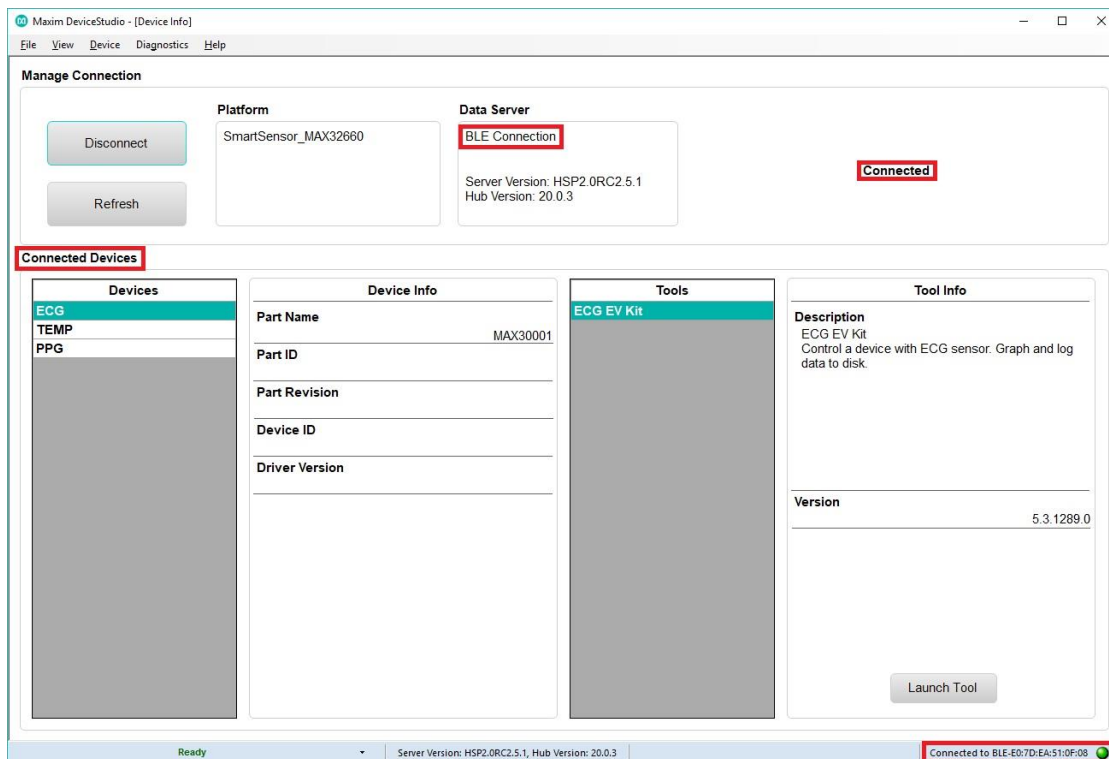 Maxim DeviceStudio - [Device Info]
File View Device Diagnostics Help
Manage Connection
Disconnect
Refresh
Platform
SmartSensor_MAX32660
Data Server
BLE Connection
Server Version: HSP2.0RC2.5.1
Hub Version: 20.0.3
Connected
Connected Devices
Devices
ECG
TEMP
PPG
Device Info
Part Name
MAX30001
Part ID
Part Revision
Device ID
Driver Version
Tools
ECG EV Kit
Tool Info
Description
ECG EV Kit
Control a device with ECG sensor. Graph and log
data to disk.
Version
5.3.1289.0
Launch Tool
Ready
Server Version: HSP2.0RC2.5.1, Hub Version: 20.0.3
Connected to BLE-E0:7D:EA:51:0F:08